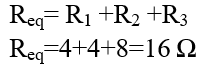 Req= R1 +R2 +R3
Req=4+4+8=16 Ω